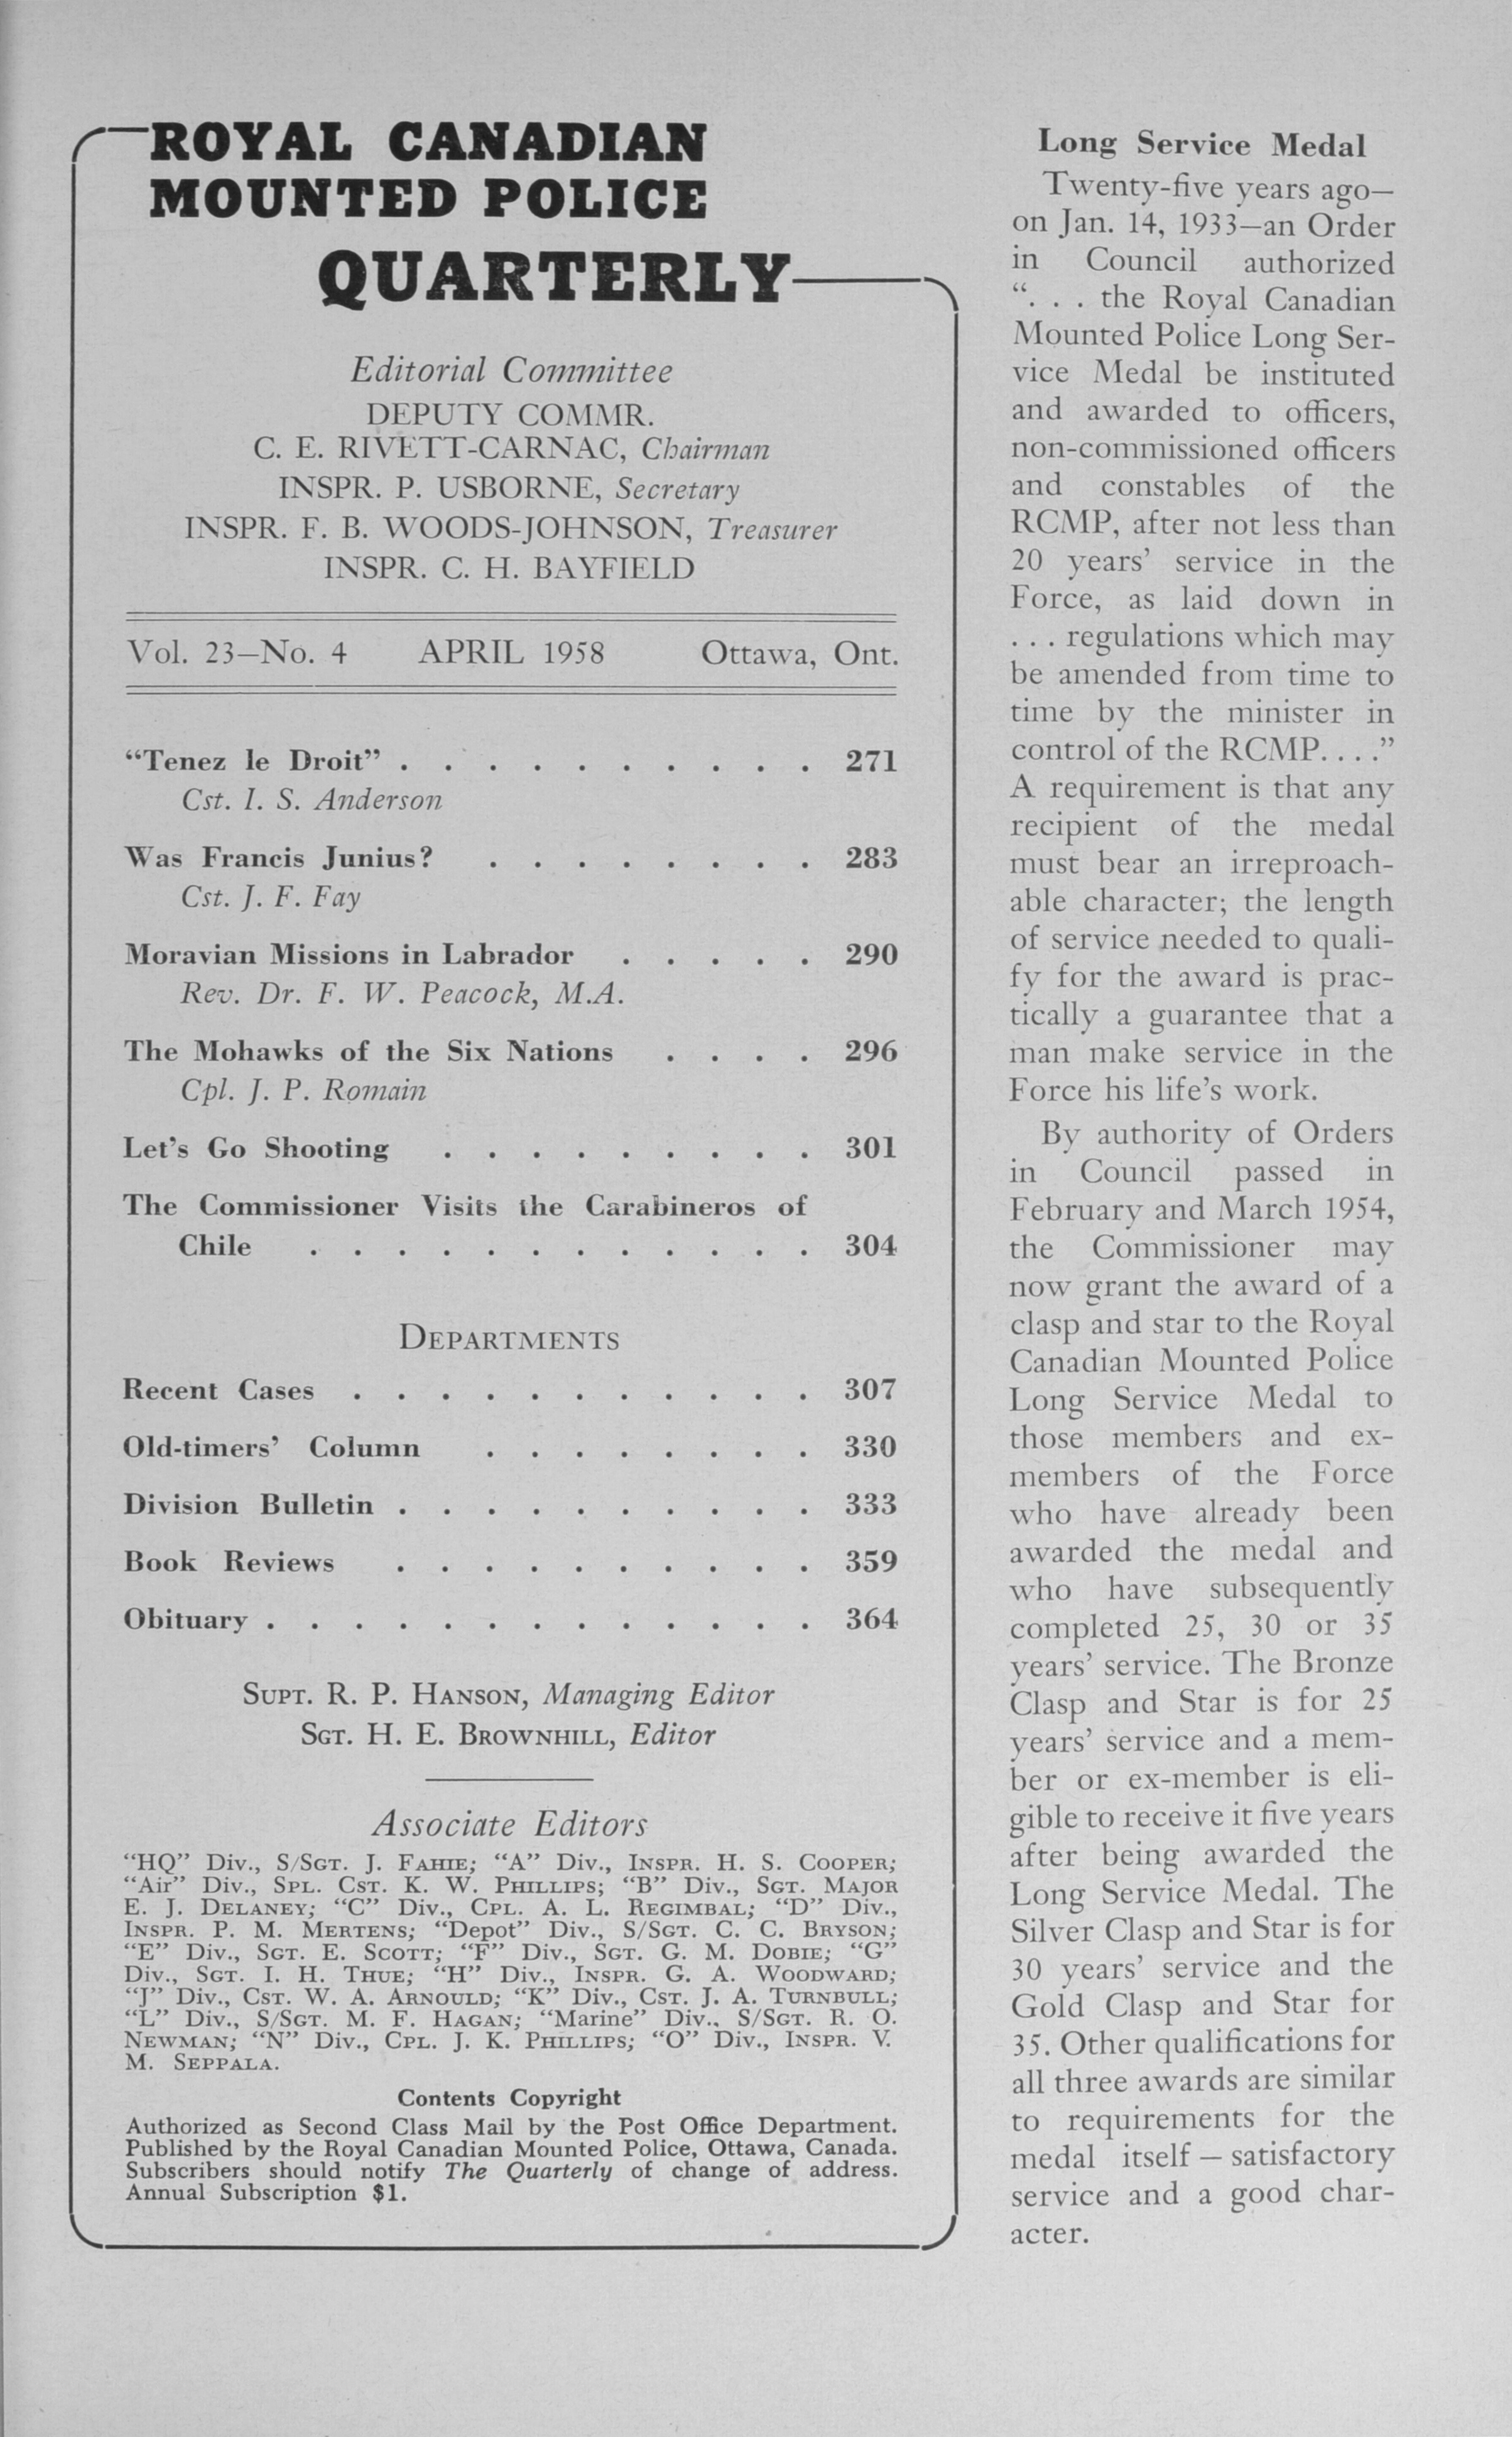 ROYAL CANADIAN
MOUNTED POLICE
QUARTERLY
Editorial Committee
DEPUTY COMMR.
C. E. RIVETT-CARNAC, Chairman
INSPR. P. USBORNE, Secretary
INSPR. F. B. WOODS-JOHNSON, Treasurer
INSPR. C. H. BAYFIELD
Vol. 23—No. 4 APRIL 1958 Ottawa, Ont.
“Tenez le Droit” . . . . . . . . . . 271
Cst. I. S. Anderson
Was Francis Junius? . . . . . . . . 283
Cst. J. F. Fay
Moravian Missions in Labrador . . . . . 290
Rev. Dr. F. W. Peacock, M.A.
The Mohawks of the Six Nations . . . . 296
Cpl. J. P. Romain
Let’s Go Shooting . . . . . . . . . 301
The Commissioner Visits the Carabineros of
Chile . . . . . . . . . . . . 304
DEPARTMENTS
Recent Cases . . . . . . . . . . . 307
Old-timers’ Column . . . . . . . . 330
Division Bulletin . . . . . . . . . . 333
Book Reviews . . . . . . . . . . 359
Obituary . . . . . . . . . . . . . 364
SUPT. R. P. HANSON, Managing Editor
SGT. H. E. BROWNHILL, Editor
Associate Editors
“HQ” Div., S/SGT. J. FAHIE; “A” Div., INSPR. H. S. COOPER;
“Air” Div., SPL. CST. K. W. PHILLIPS; “B” Div., SGT. MAJOR
E. J. DELANEY; “C” Div., CPL. A. L. REGIMBAL; “D” Div.,
INSPR. P. M. MERTENS; “Depot” Div., S/SGT. C. C. BRYSON;
“E” Div., SGT. E. SCOTT; “F” Div., SGT. G. M. DOBIE; “G”
Div., SGT. I. H. THUE; “H” Div., INSPR. G. A. WOODWARD;
“J” Div., CST. W. A. ARNOULD; “K” Div., CST. J. A. TURNBULL;
“L” Div., S/SGT. M. F. HAGAN; “Marine” Div., S/SGT. R. O.
NEWMAN; “N” Div., CPL. J. K. PHILLIPS; “O” Div., INSPR. V.
M. SEPPALA.
Contents Copyright
Authorized as Second Class Mail by the Post Office Department.
Published by the Royal Canadian Mounted Police, Ottawa, Canada.
Subscribers should notify The Quarterly of change of address.
Annual Subscription $1.
Long Service Medal
Twenty-five years ago—
on Jan. 14, 1933—an Order
in Council authorized
“. . . the Royal Canadian
Mounted Police Long Ser-
vice Medal be instituted
and awarded to officers,
non-commissioned officers
and constables of the
RCMP, after not less than
20 years’ service in the
Force, as laid down in
. . . regulations which may
be amended from time to
time by the minister in
control of the RCMP. . . .”
A requirement is that any
recipient of the medal
must bear an irreproach-
able character; the length
of service needed to quali-
fy for the award is prac-
tically a guarantee that a
man make service in the
Force his life’s work.
By authority of Orders
in Council passed in
February and March 1954,
the Commissioner may
now grant the award of a
clasp and star to the Royal
Canadian Mounted Police
Long Service Medal to
those members and ex-
members of the Force
who have already been
awarded the medal and
who have subsequently
completed 25, 30 or 35
years’ service. The Bronze
Clasp and Star is for 25
years’ service and a mem-
ber or ex-member is eli-
gible to receive it five years
after being awarded the
Long Service Medal. The
Silver Clasp and Star is for
30 years’ service and the
Gold Clasp and Star for
35. Other qualifications for
all three awards are similar
to requirements for the
medal itself — satisfactory
service and a good char-
acter.